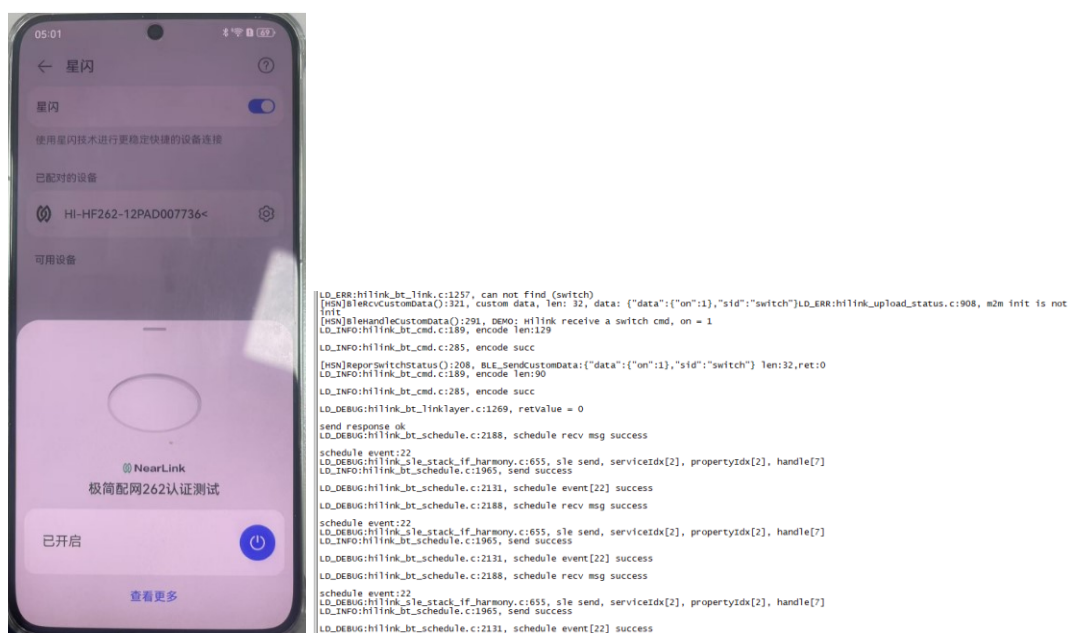 05:01
69
星闪
星闪
使用星闪技术进行更稳定快捷的设备连接
已配对的设备
HI-HF262-12PAD007736<
可用设备
NearLink
极简配网262认证测试
已开启
查看更多
LD_ERR:hilink_bt_link.c:1257, can not find (switch)
[HSN]BleRcvCustomData():321, custom data, len: 32, data: {"data":{"on":1},"sid":"switch"}LD_ERR:hilink_upload_status.c:908, m2m init is not
init
[HSN]BleHandleCustomData():291, DEMO: Hilink receive a switch cmd, on = 1
LD_INFO:hilink_bt_cmd.c:189, encode len:129
LD_INFO:hilink_bt_cmd.c:285, encode succ
[HSN]ReporSwitchStatus():208, BLE_SendCustomData:{"data":{"on":1},"sid":"switch"} len:32,ret:0
LD_INFO:hilink_bt_cmd.c:189, encode len:90
LD_INFO:hilink_bt_cmd.c:285, encode succ
LD_DEBUG:hilink_bt_linklayer.c:1269, retvalue = 0
send response ok
LD_DEBUG:hilink_bt_schedule.c:2188, schedule recv msg success
schedule event:22
LD_DEBUG:hilink_sle_stack_if_harmony.c:655, sle send, serviceIdx[2], propertyIdx[2], handle[7]
LD_INFO:hilink_bt_schedule.c:1965, send success
LD_DEBUG:hilink_bt_schedule.c:2131, schedule event[22] success
LD_DEBUG:hilink_bt_schedule.c:2188, schedule recv msg success
schedule event:22
LD_DEBUG:hilink_sle_stack_if_harmony.c:655, sle send, serviceIdx[2], propertyIdx[2], handle[7]
LD_INFO:hilink_bt_schedule.c:1965, send success
LD_DEBUG:hilink_bt_schedule.c:2131, schedule event[22] success
LD_DEBUG:hilink_bt_schedule.c:2188, schedule recv msg success
schedule event:22
LD_DEBUG:hilink_sle_stack_if_harmony.c:655, sle send, serviceIdx[2], propertyIdx[2], handle[7]
LD_INFO:hilink_bt_schedule.c:1965, send success
LD_DEBUG:hilink_bt_schedule.c:2131, schedule event[22] success